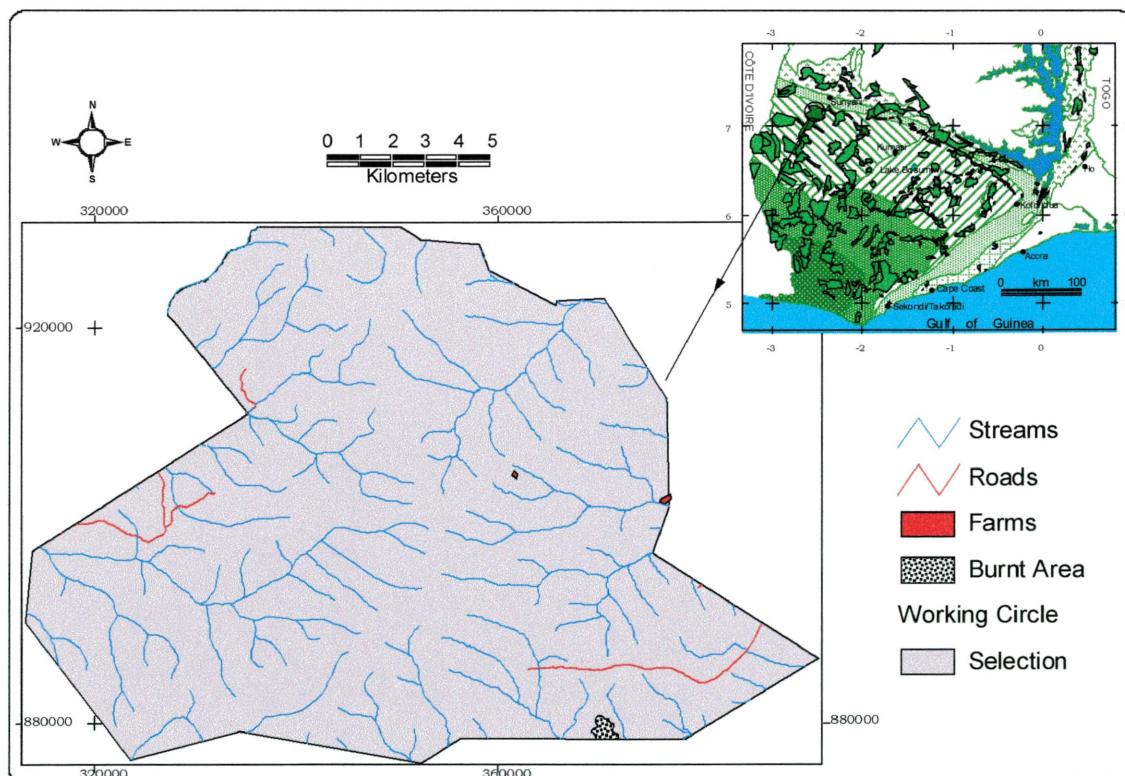 N
W E
S
0 1 2 3 4 5
Kilometers
320000 360000
920000
880000 880000
320000 360000
-3 -2 -1 0
CÔTE D'IVOIRE
TOGO
7
Kumasi
Ho
6
Koforidua
Accra
0 km 100
Cape Coast
5
Sekondi/Takoradi
Gulf of Guinea
-3 -2 -1 0
Streams
Roads
Farms
Burnt Area
Working Circle
Selection